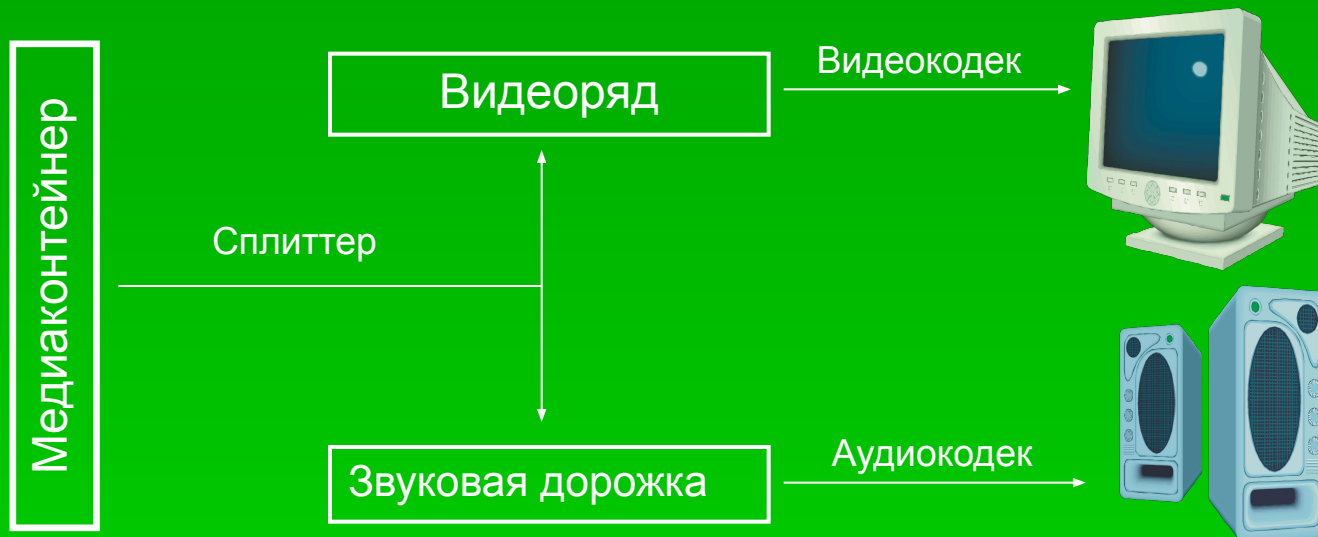 Медиаконтейнер
Сплиттер
Видеоряд
Видеокодек
Звуковая дорожка
Аудиокодек